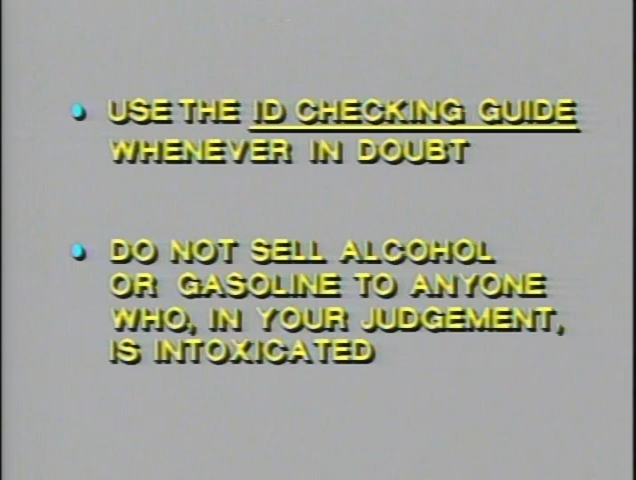 • USE THE ID CHECKING GUIDE
WHENEVER IN DOUBT
• DO NOT SELL ALCOHOL
OR GASOLINE TO ANYONE
WHO, IN YOUR JUDGEMENT,
IS INTOXICATED